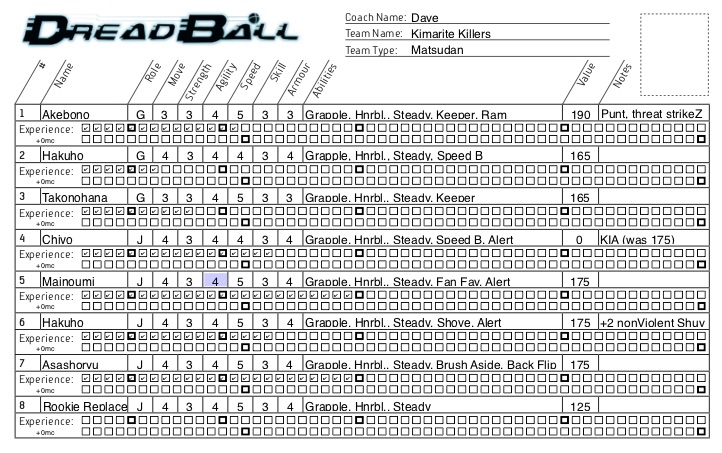 DREADBALL
Coach Name: Dave
Team Name: Kimarite Killers
Team Type: Matsudan
# Name Role Move Strength Agility Speed Skill Armour Abilities Value Notes
1 Akebono G 3 3 4 5 3 4 Grapple, Hnrbl., Steady, Keeper, Ram 190 Punt, threat strikeZ
Experience:
+0mc
2 Hakuho G 4 3 4 4 3 4 Grapple, Hnrbl., Steady, Speed B 165
Experience:
+0mc
3 Takonohana G 3 3 4 5 3 4 Grapple, Hnrbl., Steady, Keeper 165
Experience:
+0mc
4 Chiyo J 4 3 4 4 3 4 Grapple, Hnrbl., Steady, Speed B, Alert 0 KIA (was 175)
Experience:
+0mc
5 Mainoumi J 4 3 4 5 3 4 Grapple, Hnrbl., Steady, Fan Fav, Alert 175
Experience:
+0mc
6 Hakuho J 4 3 4 5 3 4 Grapple, Hnrbl., Steady, Shove, Alert 175 +2 nonViolent Shuv
Experience:
+0mc
7 Asashoryu J 4 3 4 5 3 4 Grapple, Hnrbl., Steady, Brush Aside, Back Flip 175
Experience:
+0mc
8 Rookie Replace J 4 3 4 5 3 4 Grapple, Hnrbl., Steady 125
Experience:
+0mc